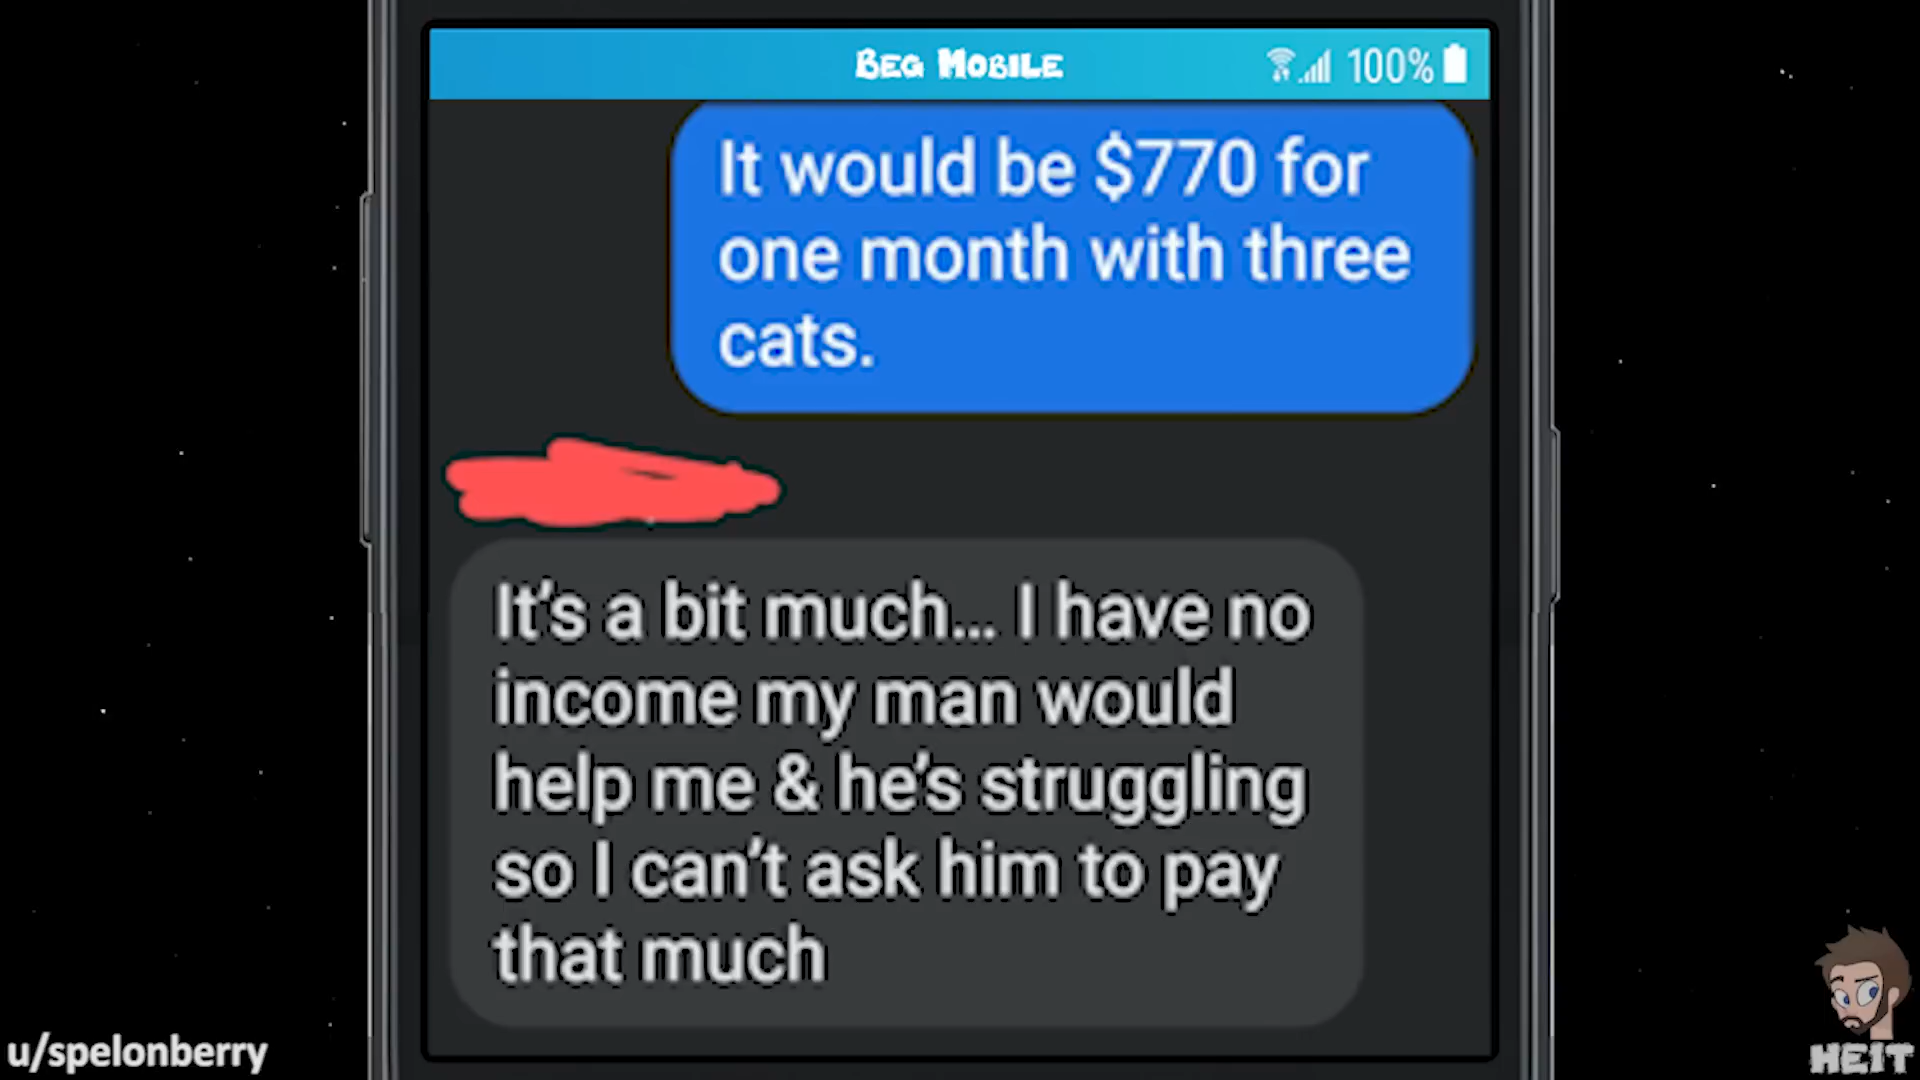 BEG MOBILE
100%
It would be $770 for
one month with three
cats.
It's a bit much... I have no
income my man would
help me & he's struggling
so I can't ask him to pay
that much
u/spelonberry
HEIT